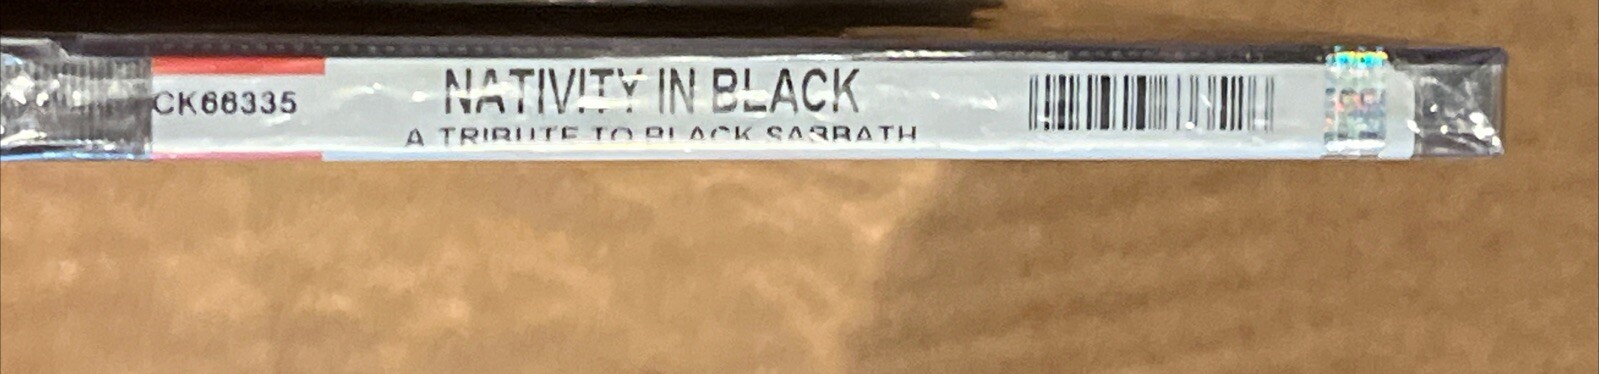 CK66335
NATIVITY IN BLACK
A TRIBUTE TO BLACK SABBATH